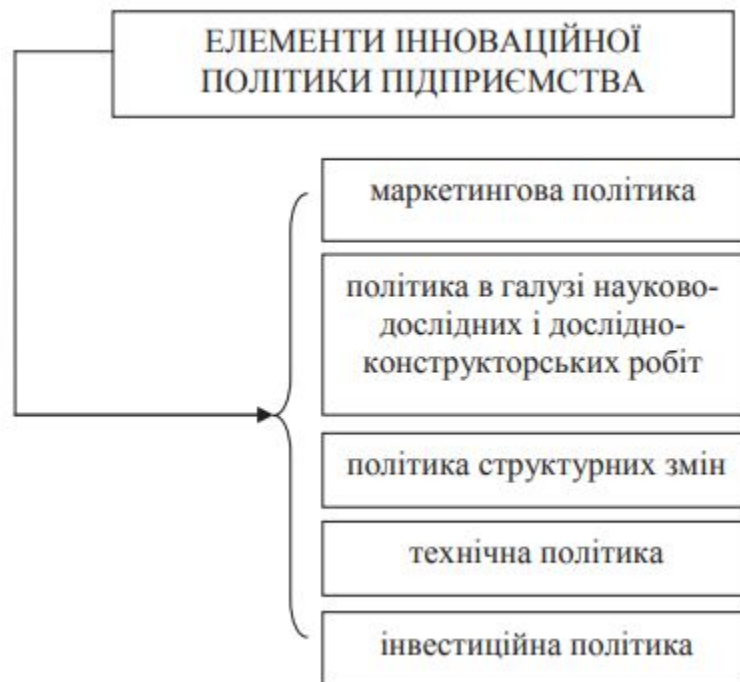 ЕЛЕМЕНТИ ІННОВАЦІЙНОЇ
ПОЛІТИКИ ПІДПРИЄМСТВА
маркетингова політика
політика в галузі науково-
дослідних і дослідно-
конструкторських робіт
політика структурних змін
технічна політика
інвестиційна політика